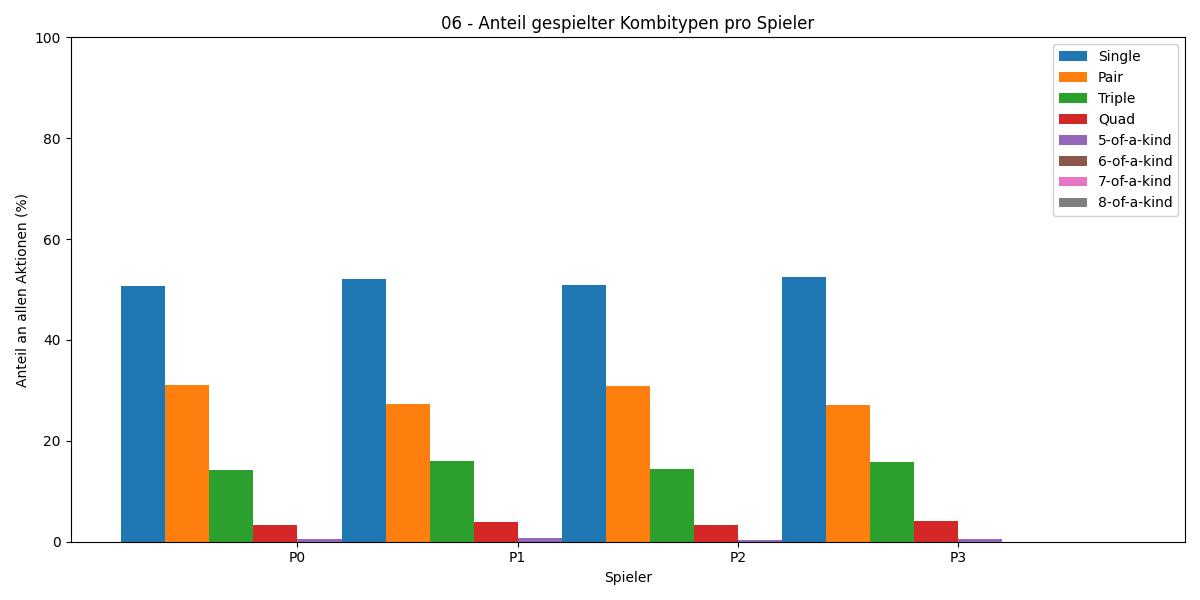 06 - Anteil gespielter Kombitypen pro Spieler
Anteil an allen Aktionen (%)
100
80
60
40
20
0
Single
Pair
Triple
Quad
5-of-a-kind
6-of-a-kind
7-of-a-kind
8-of-a-kind
P0 P1 P2 P3
Spieler